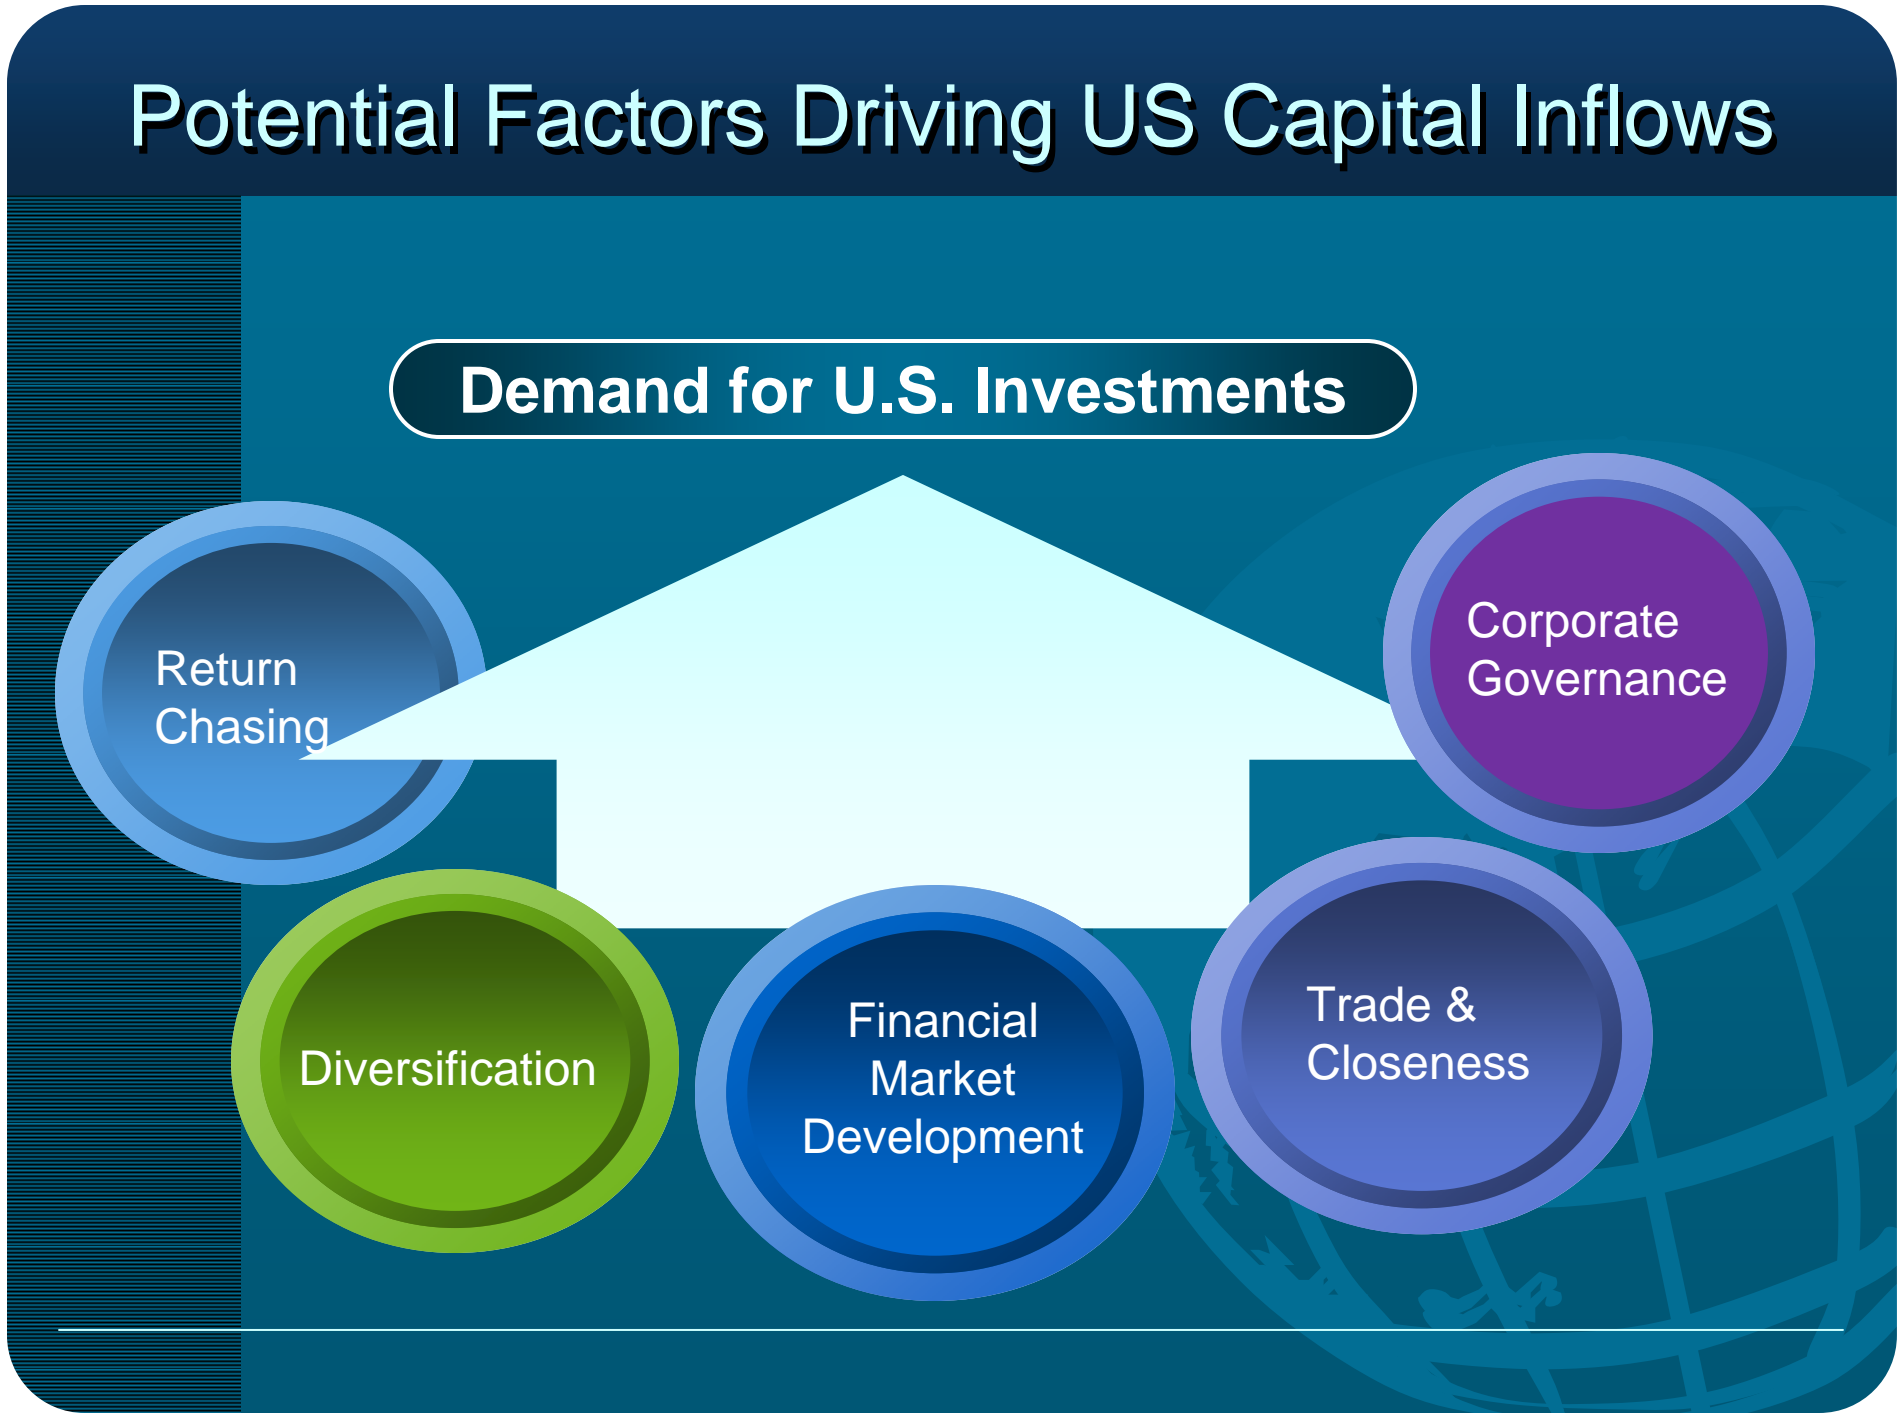 Potential Factors Driving US Capital Inflows
Demand for U.S. Investments
Return
Chasing
Diversification
Financial
Market
Development
Trade &
Closeness
Corporate
Governance